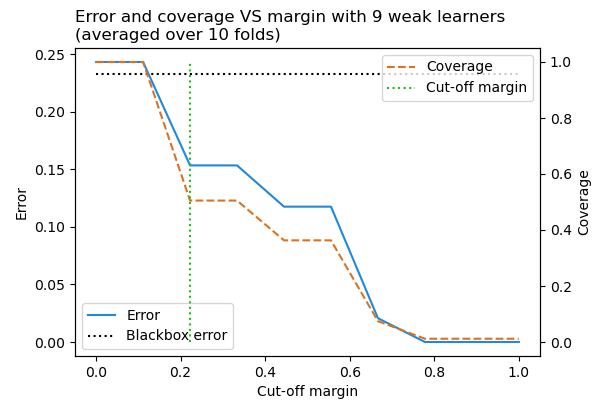 Error and coverage VS margin with 9 weak learners
(averaged over 10 folds)
0.25
0.20
0.15
0.10
0.05
0.00
Error
1.0
0.8
0.6
0.4
0.2
0.0
Coverage
Coverage
Cut-off margin
Error
Blackbox error
0.0 0.2 0.4 0.6 0.8 1.0
Cut-off margin